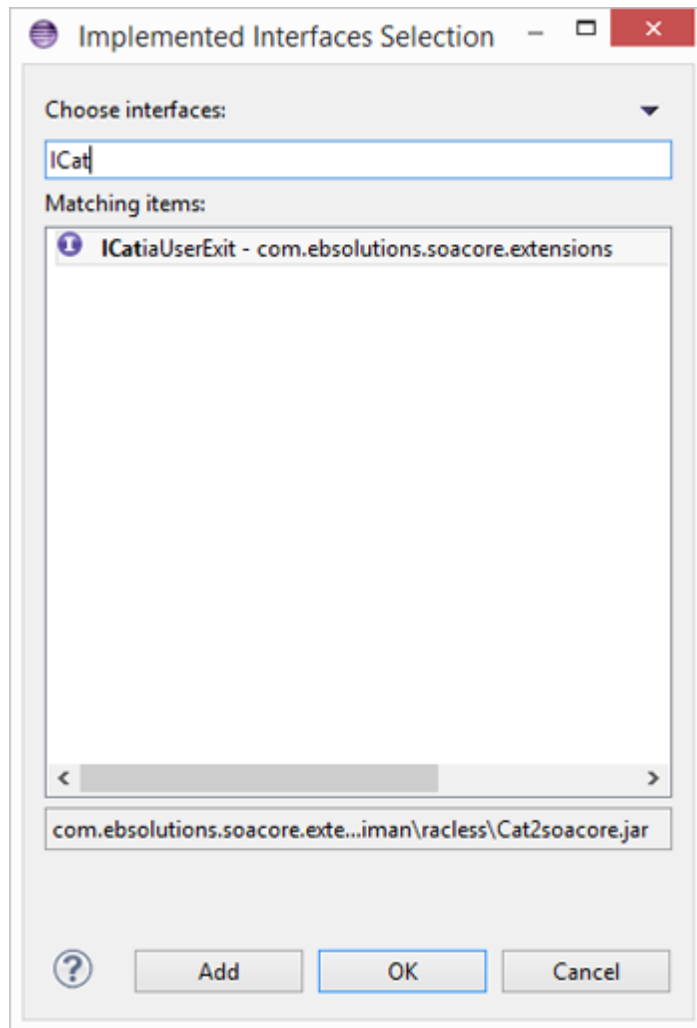 Implemented Interfaces Selection
Choose interfaces:
ICat
Matching items:
I ICatiaUserExit - com.ebsolutions.soacore.extensions
com.ebsolutions.soacore.exte...iman\racless\Cat2soacore.jar
? Add OK Cancel